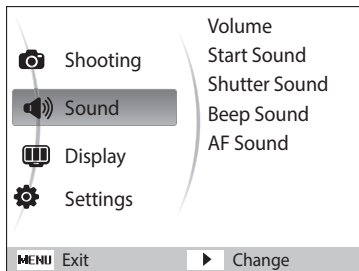 Shooting
Sound
Display
Settings
Volume
Start Sound
Shutter Sound
Beep Sound
AF Sound
MENU Exit
Change